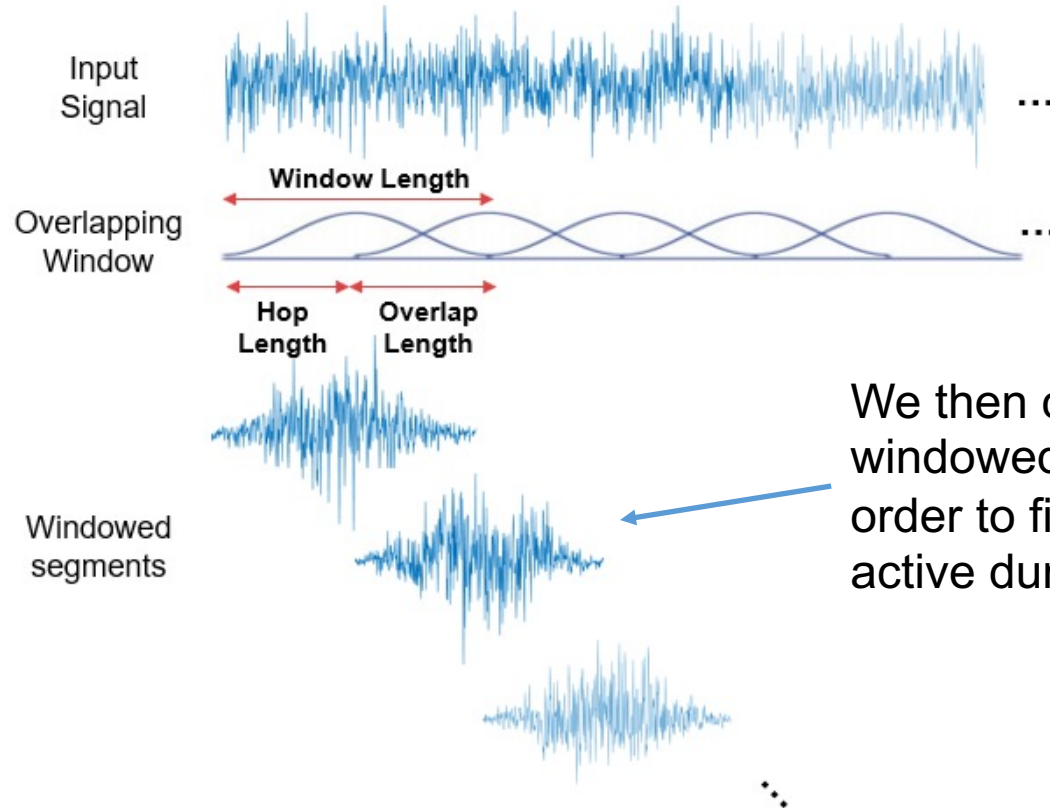 Input
Signal
...
Window Length
Overlapping
Window
...
Hop
Length
Overlap
Length
We then
windowed
order to
active
Windowed
segments
...